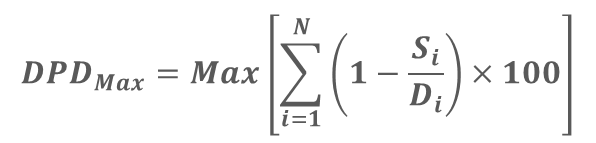 DPD_Max = Max[∑_{i=1}^{N} (1 − S_i/D_i) × 100]